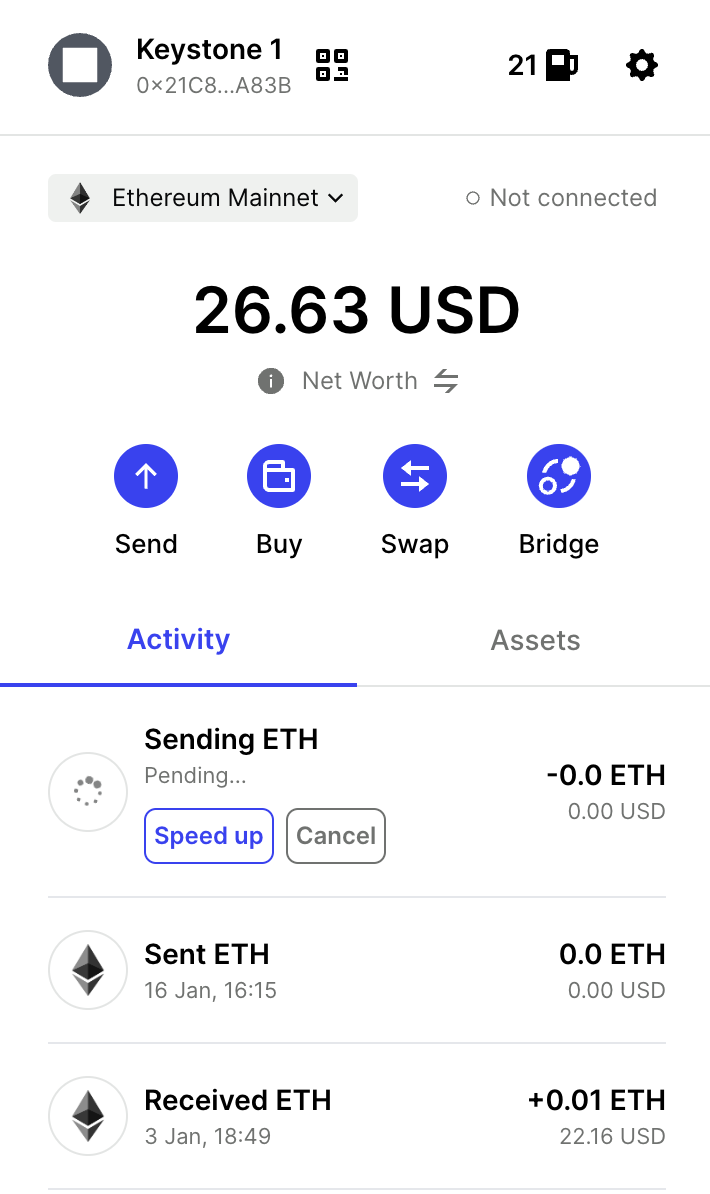 Keystone 1
0×21C8...A83B
21
Ethereum Mainnet
Not connected
26.63 USD
Net Worth
Send
Buy
Swap
Bridge
Activity
Assets
Sending ETH
Pending...
-0.0 ETH
0.00 USD
Speed up
Cancel
Sent ETH
0.0 ETH
16 Jan, 16:15
0.00 USD
Received ETH
+0.01 ETH
3 Jan, 18:49
22.16 USD